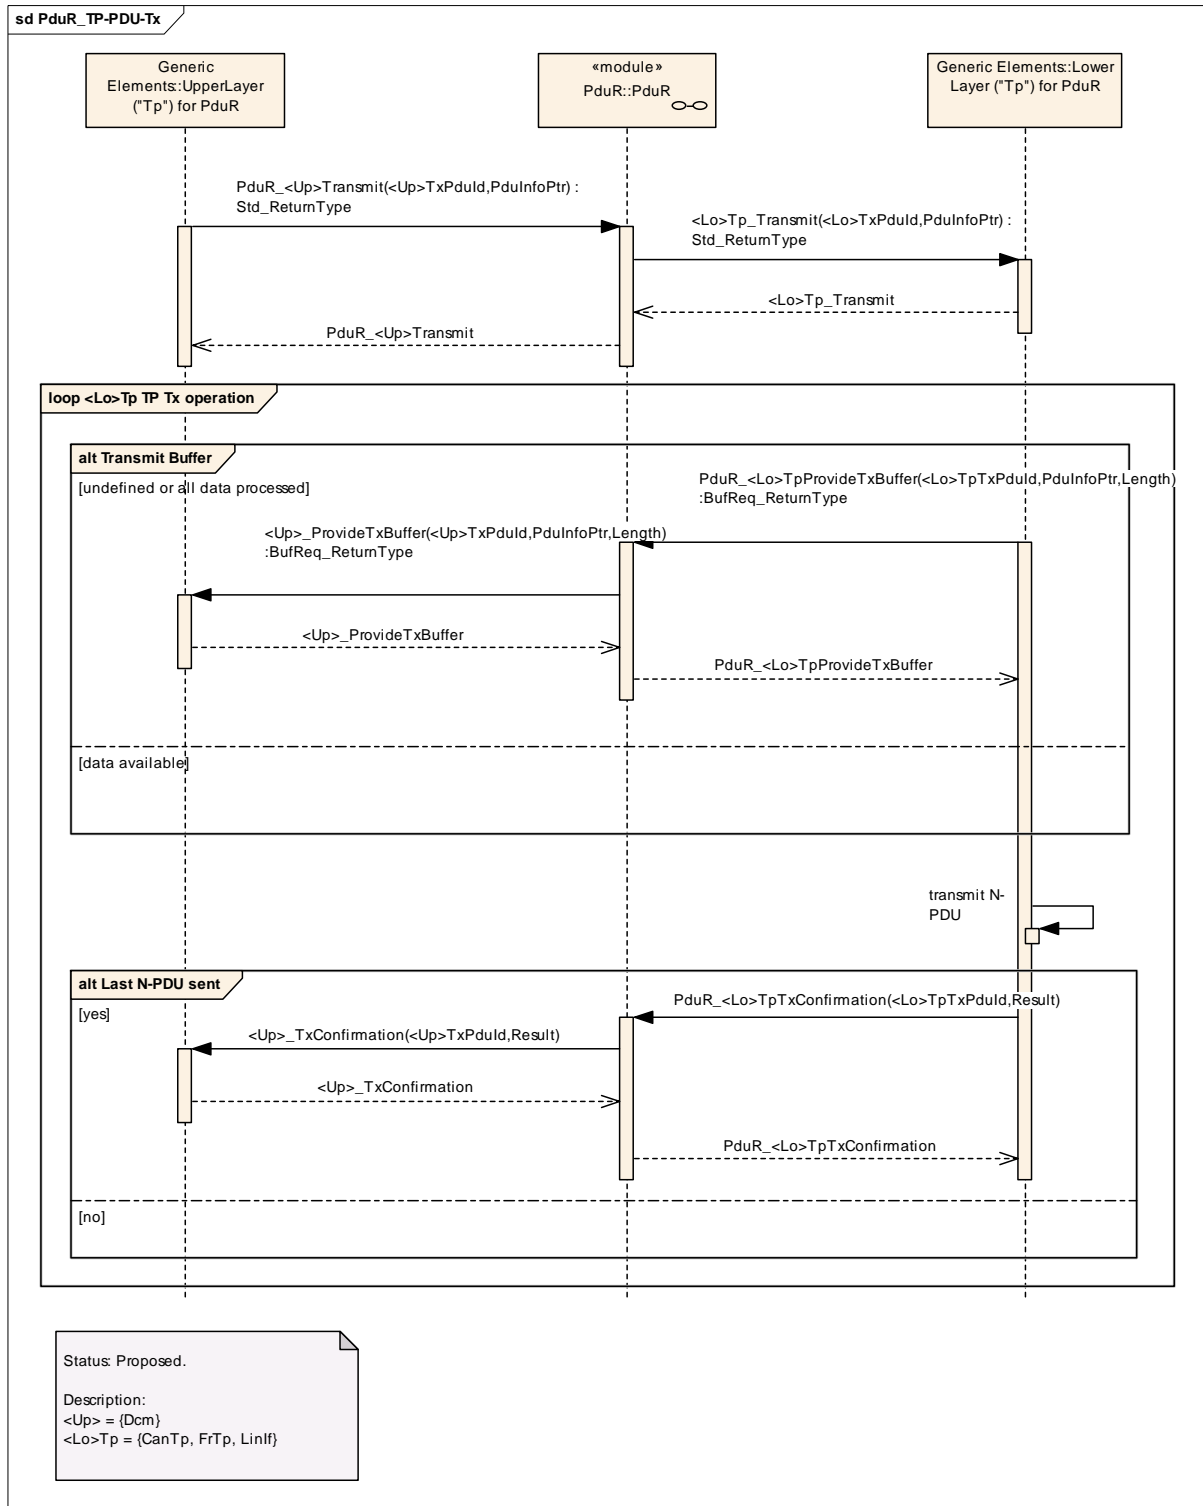 sd PduR_TP-PDU-Tx
Generic
Elements::UpperLayer
("Tp") for PduR
«module»
PduR::PduR
Generic Elements::Lower
Layer ("Tp") for PduR
PduR_<Up>Transmit(<Up>TxPduId,PduInfoPtr) :
Std_ReturnType
<Lo>Tp_Transmit(<Lo>TxPduId,PduInfoPtr) :
Std_ReturnType
<Lo>Tp_Transmit
PduR_<Up>Transmit
loop <Lo>Tp TP Tx operation
alt Transmit Buffer
[undefined or all data processed]
PduR_<Lo>TpProvideTxBuffer(<Lo>TpTxPduId,PduInfoPtr,Length)
:BufReq_ReturnType
<Up>_ProvideTxBuffer(<Up>TxPduId,PduInfoPtr,Length)
:BufReq_ReturnType
<Up>_ProvideTxBuffer
PduR_<Lo>TpProvideTxBuffer
[data available]
transmit N-
PDU
alt Last N-PDU sent
[yes]
PduR_<Lo>TpTxConfirmation(<Lo>TpTxPduId,Result)
<Up>_TxConfirmation(<Up>TxPduId,Result)
<Up>_TxConfirmation
PduR_<Lo>TpTxConfirmation
[no]
Status: Proposed.
Description:
<Up> = {Dcm}
<Lo>Tp = {CanTp, FrTp, LinIf}